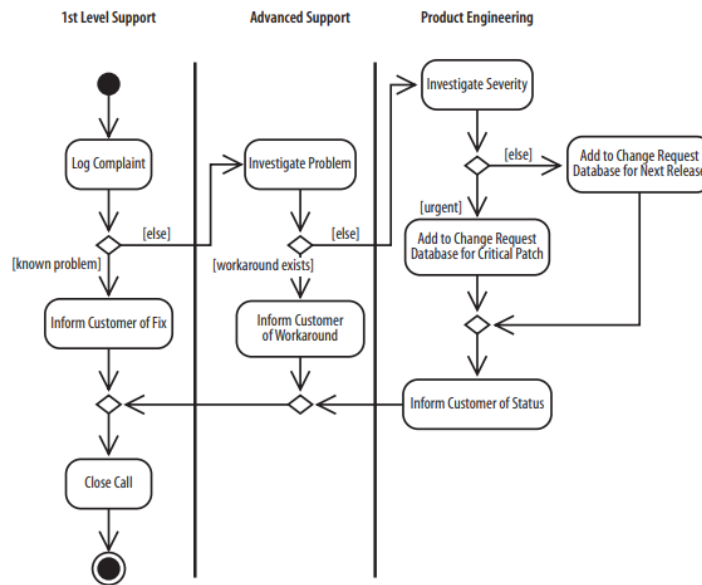 1st Level Support
Advanced Support
Product Engineering
Investigate Severity
Log Complaint
Investigate Problem
[else]
Add to Change Request
Database for Next Release
[urgent]
[else]
[else]
Add to Change Request
Database for Critical Patch
[known problem]
[workaround exists]
Inform Customer of Fix
Inform Customer
of Workaround
Inform Customer of Status
Close Call